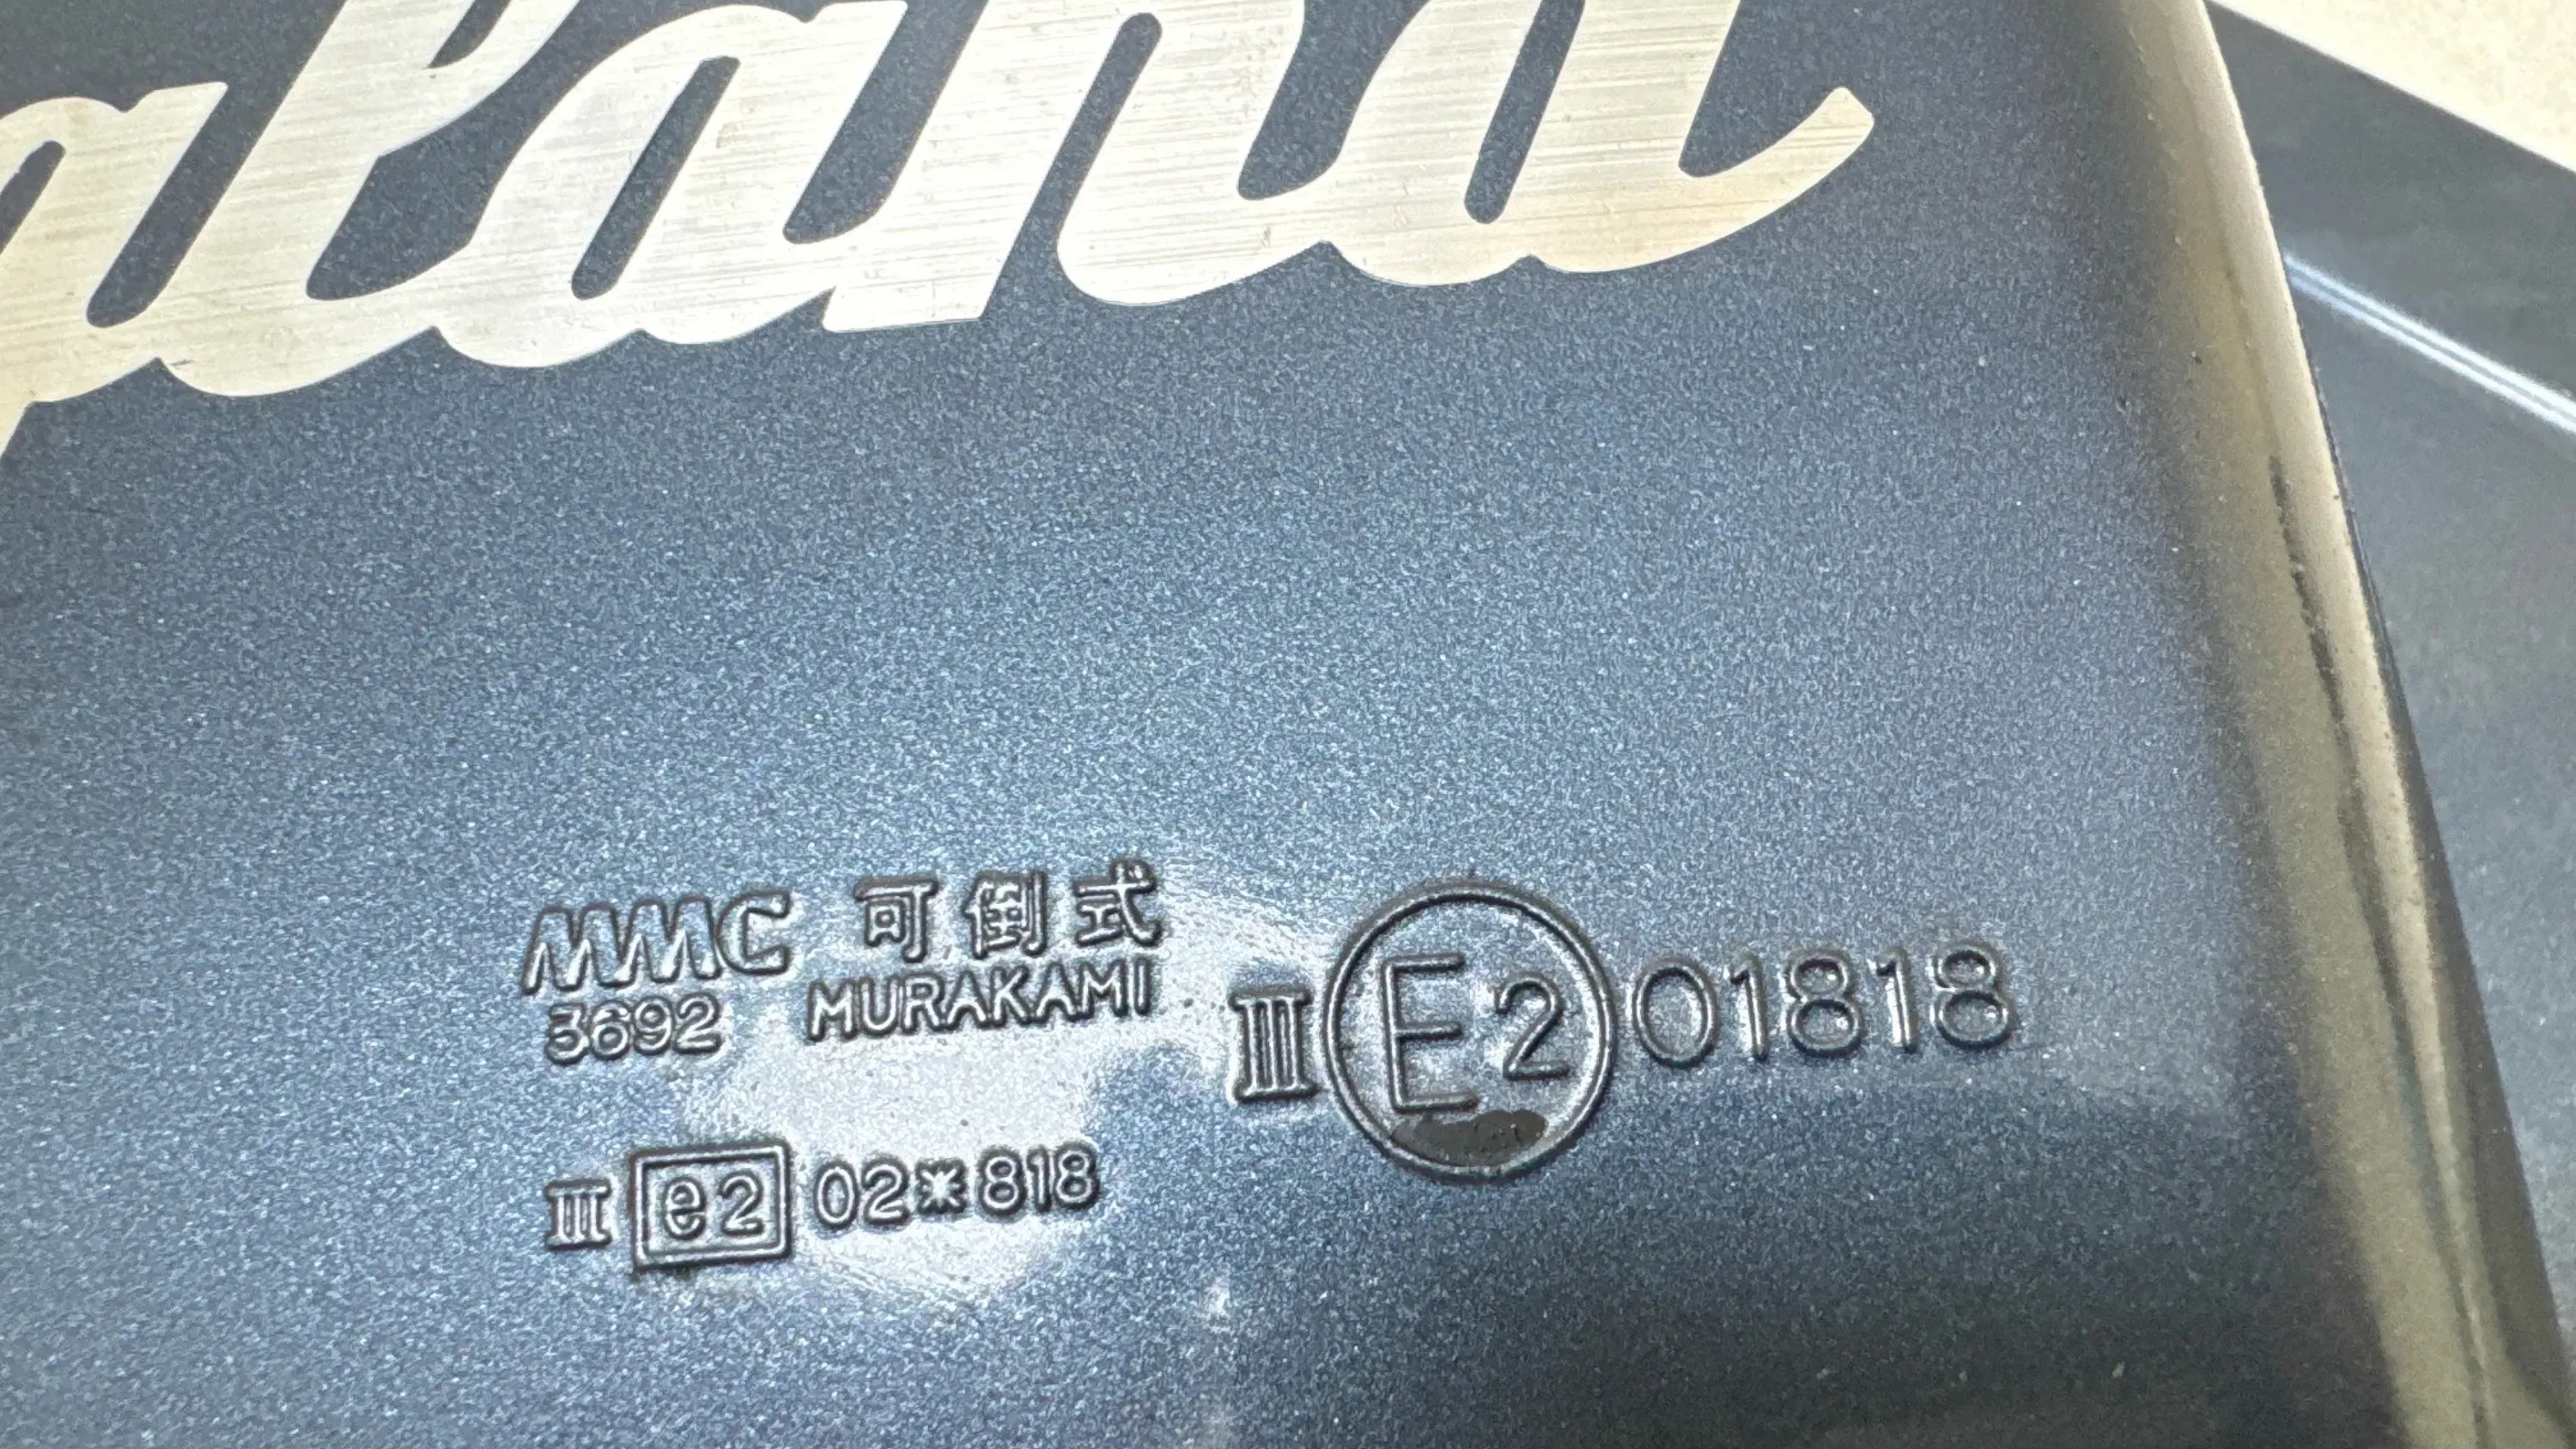 MMC 可倒式
3692 MURAKAMI
III E2 01818
III e2 02*818